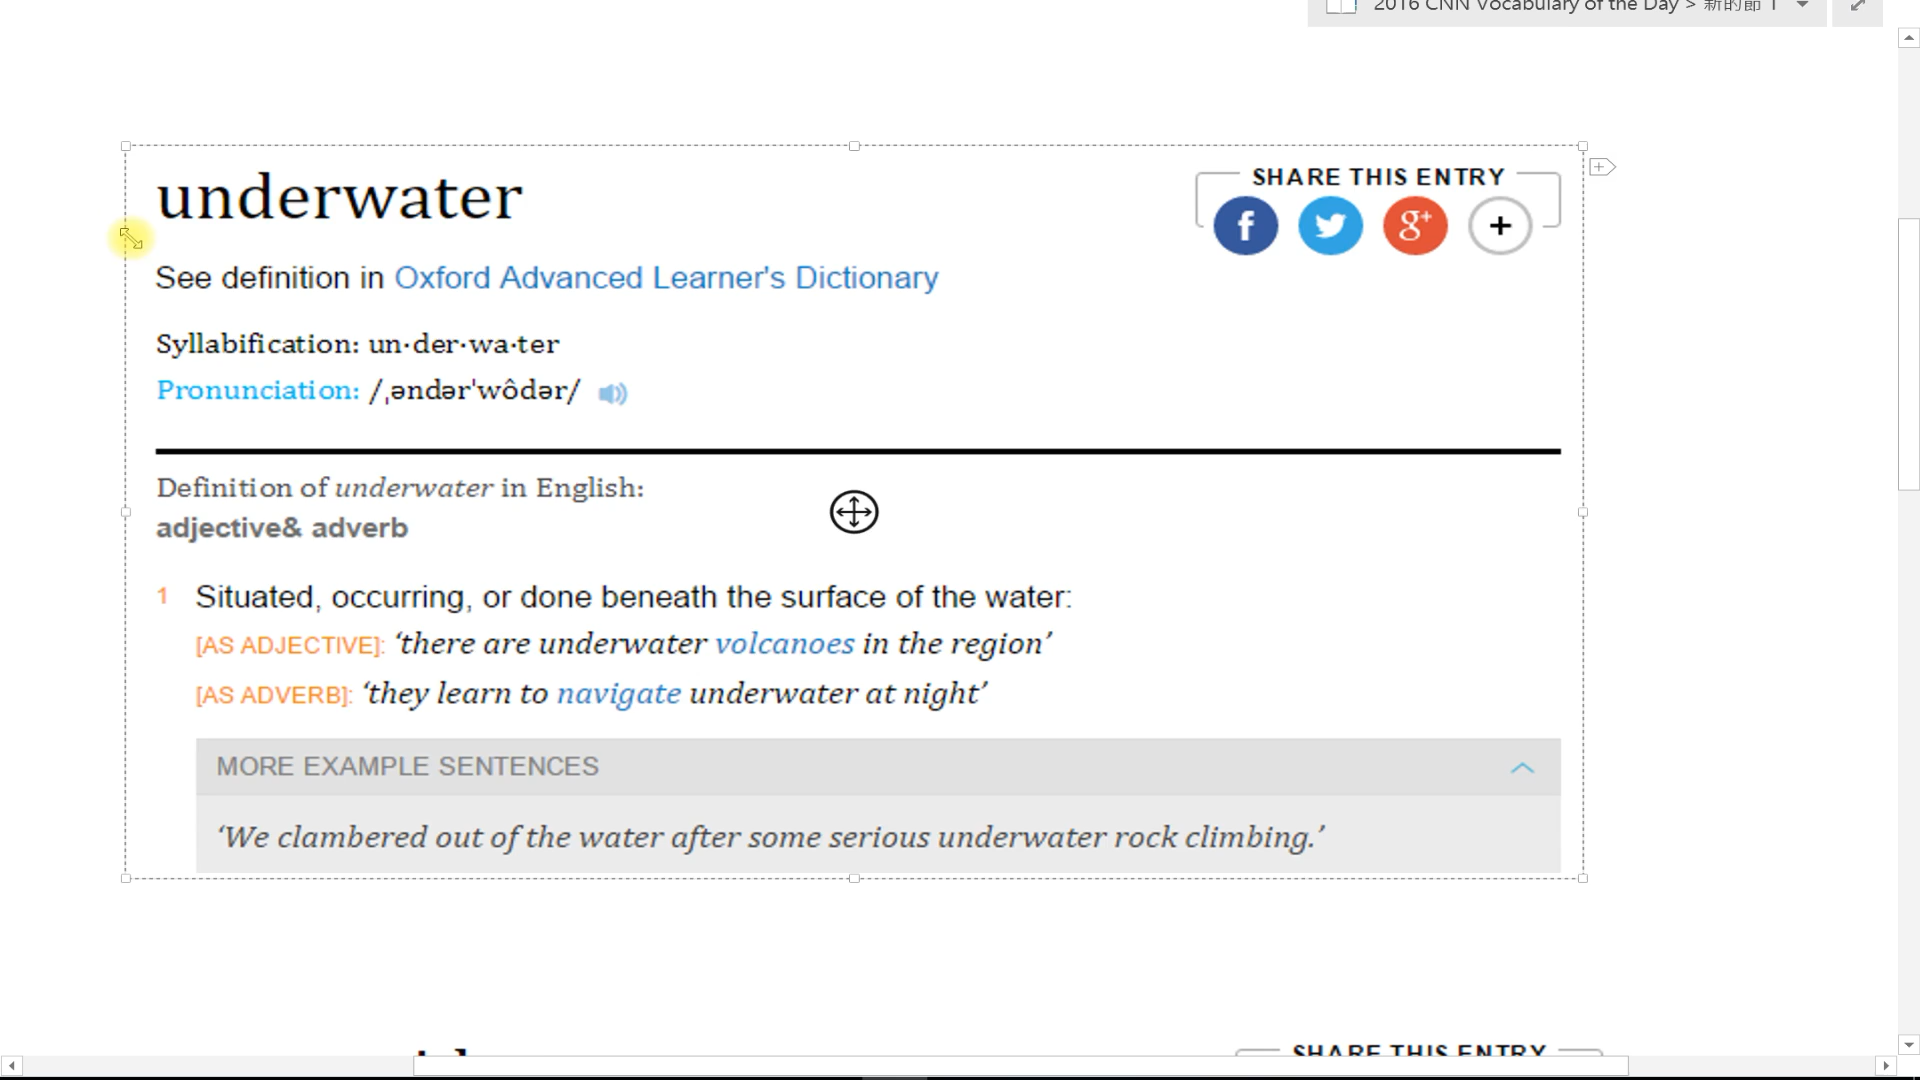 2016 CNN Vocabulary of the Day > 新的節 1
underwater
SHARE THIS ENTRY
f
g+
+
See definition in Oxford Advanced Learner's Dictionary
Syllabification: un·der·wa·ter
Pronunciation: /ˌəndərˈwôdər/
Definition of underwater in English:
adjective& adverb
1 Situated, occurring, or done beneath the surface of the water:
[AS ADJECTIVE]: ‘there are underwater volcanoes in the region’
[AS ADVERB]: ‘they learn to navigate underwater at night’
MORE EXAMPLE SENTENCES
‘We clambered out of the water after some serious underwater rock climbing.’
SHARE THIS ENTRY